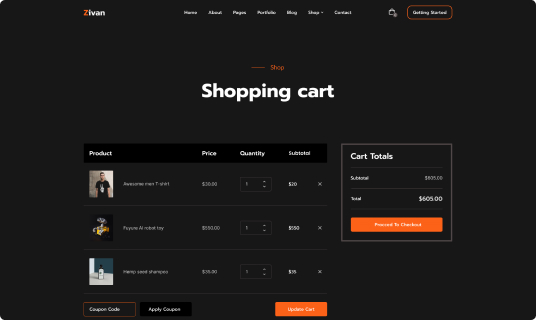 Zivan
Home About Pages Portfolio Blog Shop Contact
Getting Started
Shop
Shopping cart
Product Price Quantity Subtotal
Awesome men T-shirt $30.00 1 $20 ×
Fuyure AI robot toy $550.00 1 $550 ×
Hemp seed shampoo $35.00 1 $35 ×
Coupon Code Apply Coupon Update Cart
Cart Totals
Subtotal $605.00
Total $605.00
Proceed To Checkout